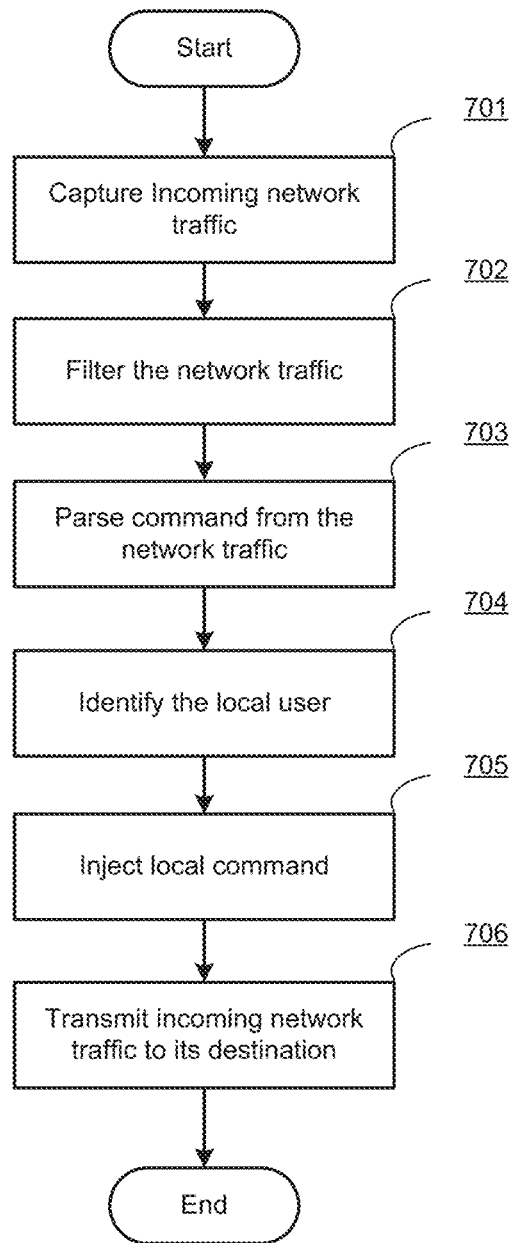 Start
701
Capture Incoming network
traffic
702
Filter the network traffic
703
Parse command from the
network traffic
704
Identify the local user
705
Inject local command
706
Transmit incoming network
traffic to its destination
End